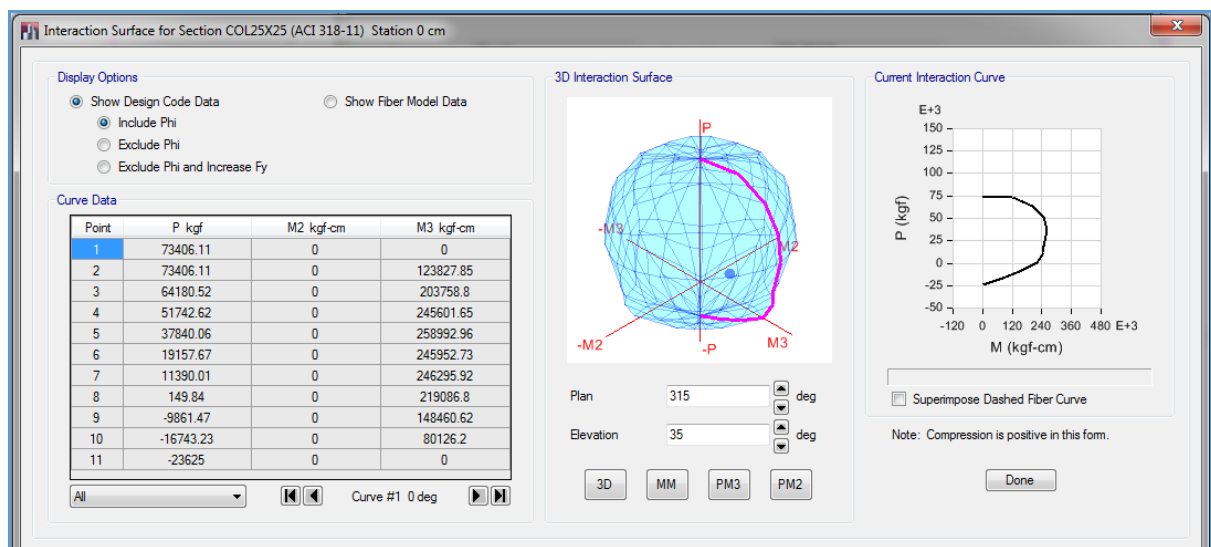 Interaction Surface for Section COL25X25 (ACI 318-11) Station 0 cm
x
Display Options
Show Design Code Data Show Fiber Model Data
Include Phi
Exclude Phi
Exclude Phi and Increase Fy
Curve Data
Point P kgf M2 kgf-cm M3 kgf-cm
1 73406.11 0 0
2 73406.11 0 123827.85
3 64180.52 0 203758.8
4 51742.62 0 245601.65
5 37840.06 0 258992.96
6 19157.67 0 245952.73
7 11390.01 0 246295.92
8 149.84 0 219086.8
9 -9861.47 0 148460.62
10 -16743.23 0 80126.2
11 -23625 0 0
All Curve #1 0 deg
3D Interaction Surface
P
-M3
M2
-M2
-P
M3
Plan 315 deg
Elevation 35 deg
3D MM PM3 PM2
Current Interaction Curve
E+3
150
125
100
75
50
25
0
-25
-50
P (kgf)
-120 0 120 240 360 480 E+3
M (kgf-cm)
Superimpose Dashed Fiber Curve
Note: Compression is positive in this form.
Done